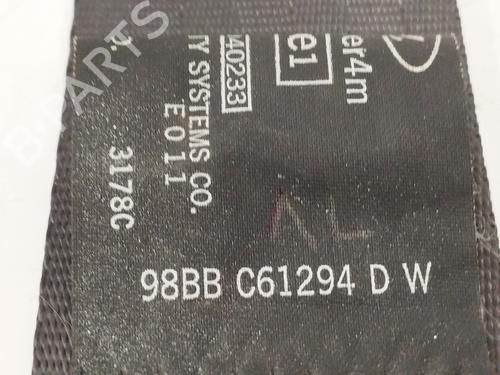 er4m
e1
40233
Y SYSTEMS CO.
E011
3178C
98BB C61294 D W
B PARTS